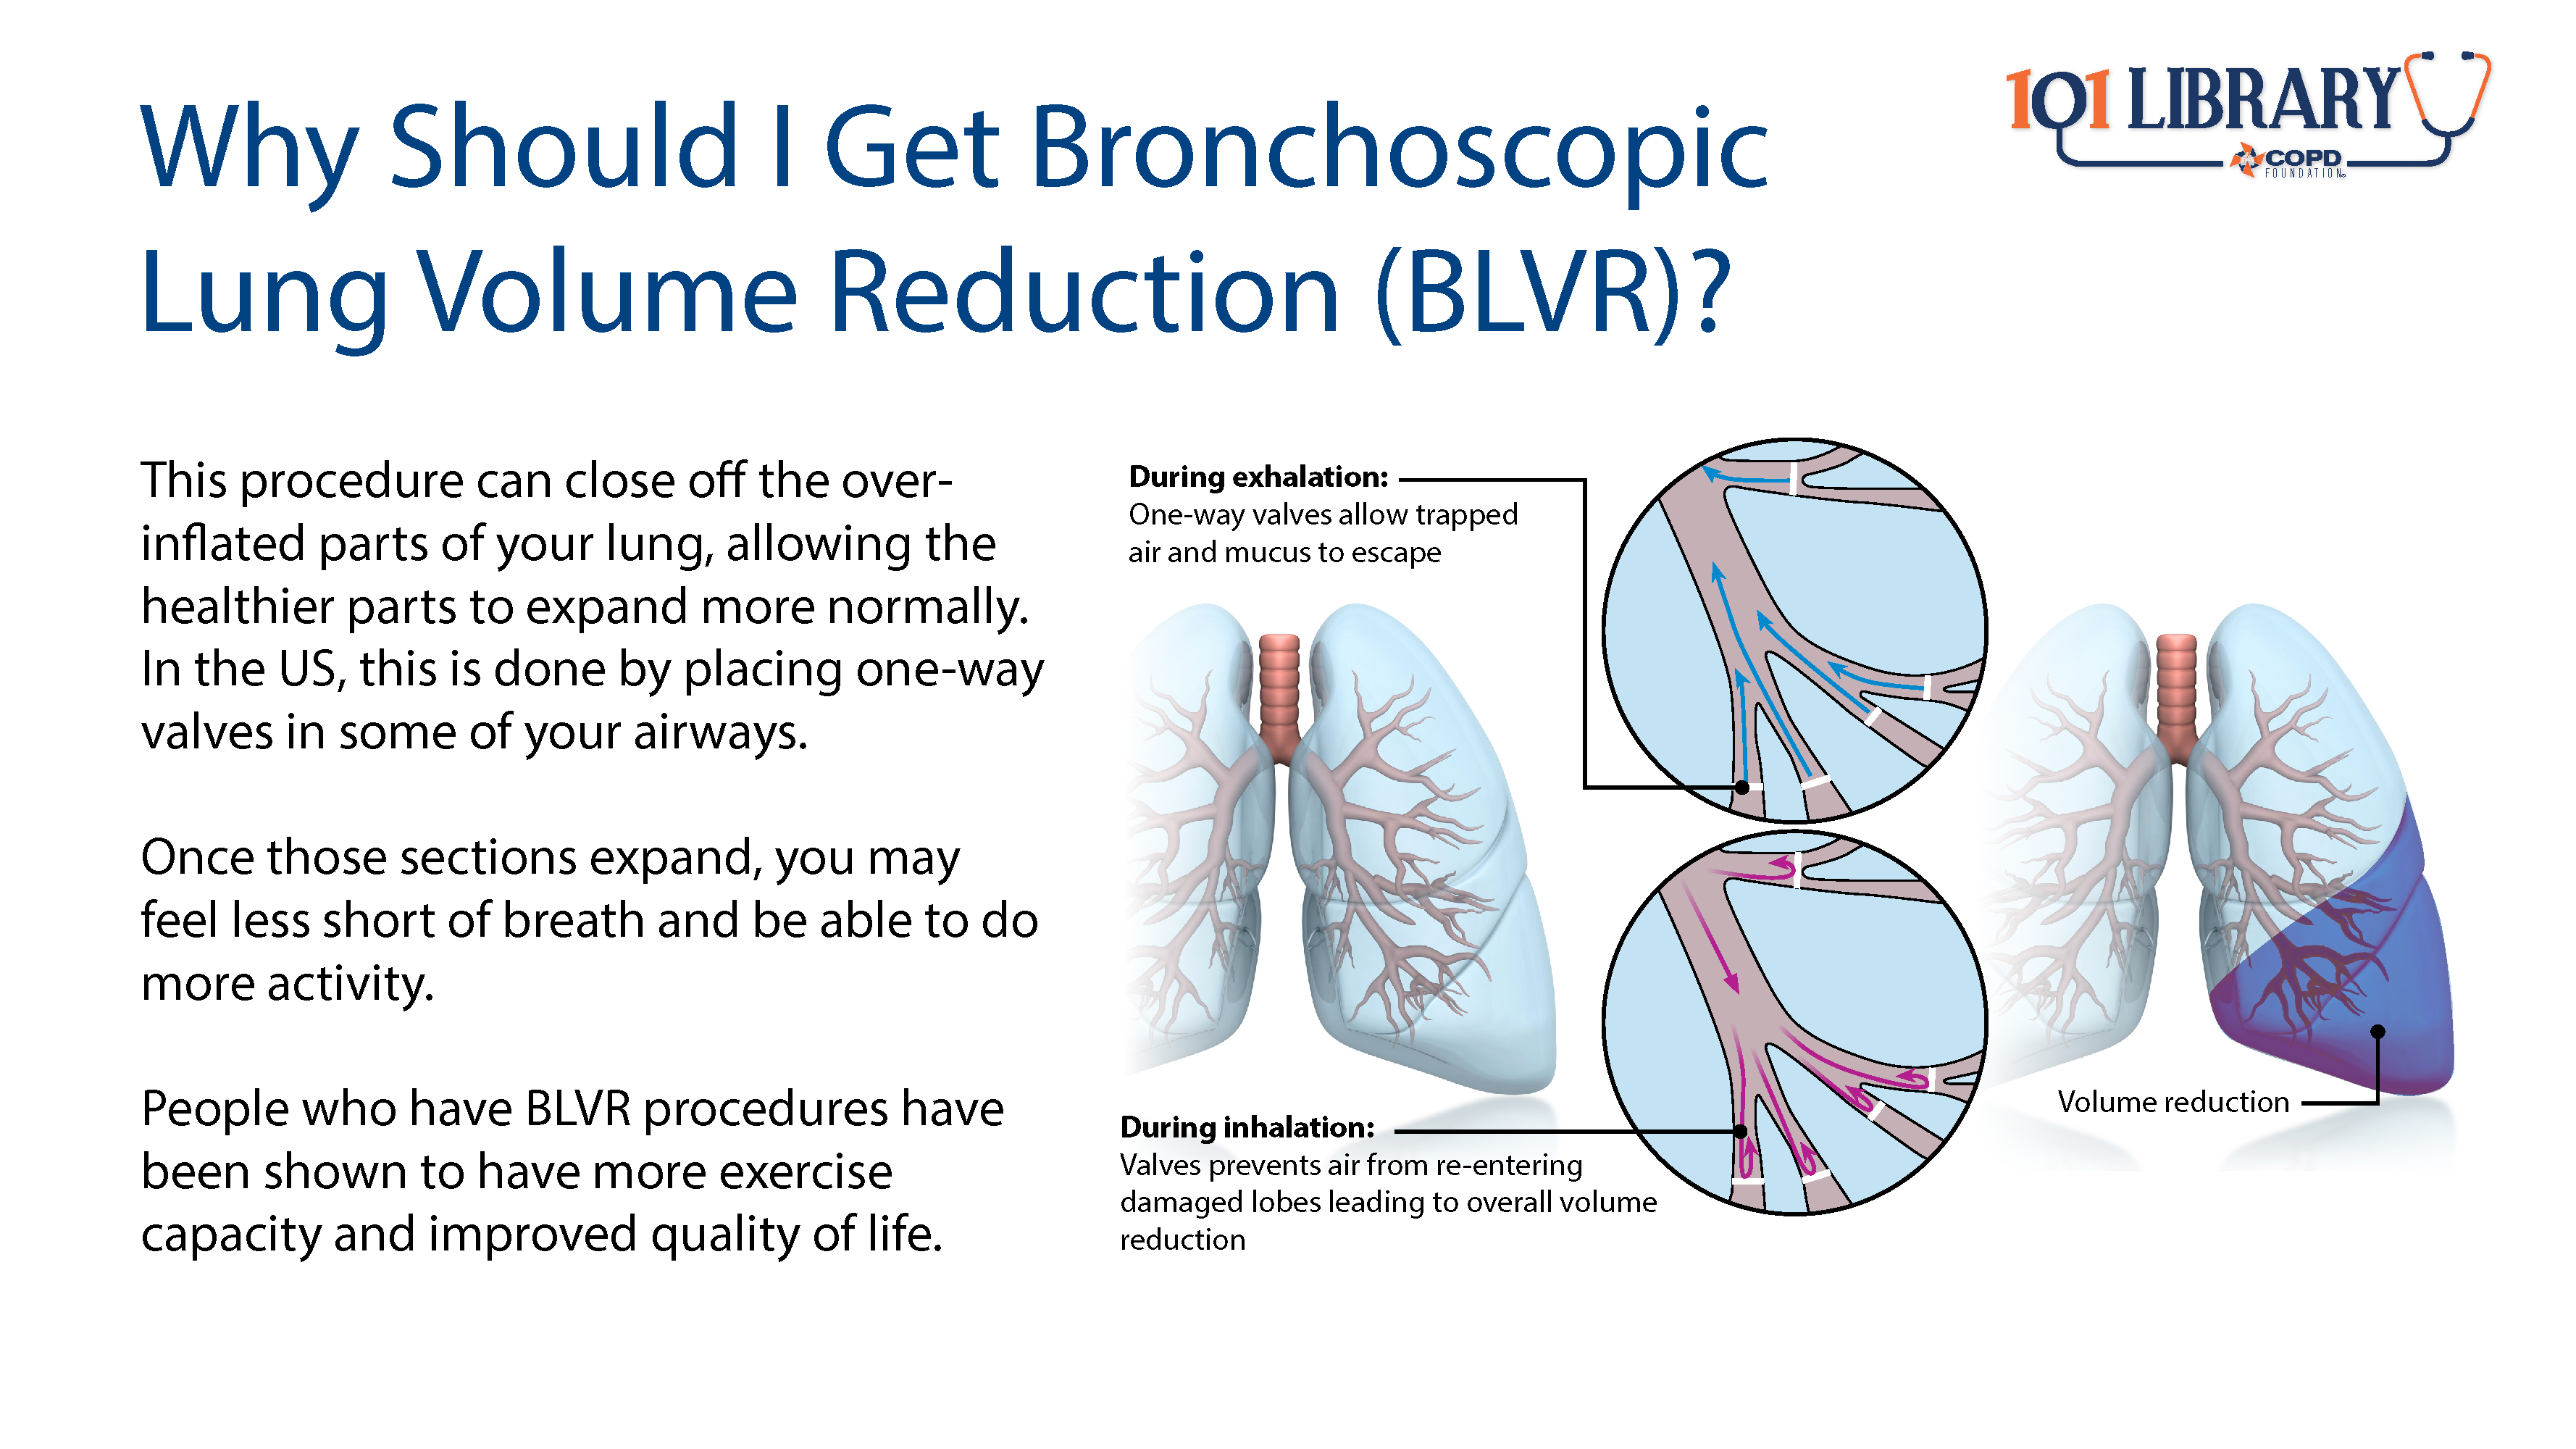 Why Should I Get Bronchoscopic
Lung Volume Reduction (BLVR)?
101 LIBRARY
COPD
FOUNDATION®
This procedure can close off the over-
inflated parts of your lung, allowing the
healthier parts to expand more normally.
In the US, this is done by placing one-way
valves in some of your airways.
Once those sections expand, you may
feel less short of breath and be able to do
more activity.
People who have BLVR procedures have
been shown to have more exercise
capacity and improved quality of life.
During exhalation:
One-way valves allow trapped
air and mucus to escape
During inhalation:
Valves prevents air from re-entering
damaged lobes leading to overall volume
reduction
Volume reduction